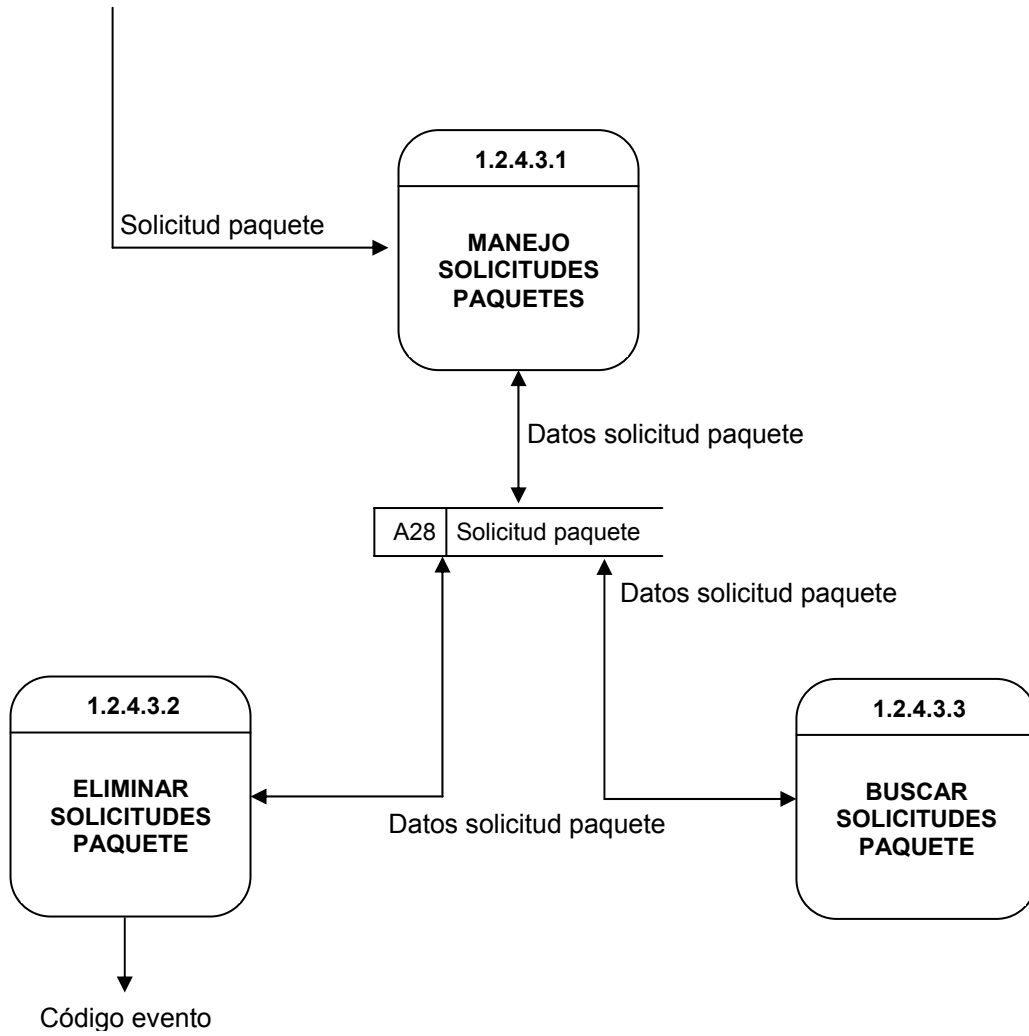 1.2.4.3.1
Solicitud paquete
MANEJO
SOLICITUDES
PAQUETES
Datos solicitud paquete
A28 Solicitud paquete
Datos solicitud paquete
1.2.4.3.2
ELIMINAR
SOLICITUDES
PAQUETE
Datos solicitud paquete
1.2.4.3.3
BUSCAR
SOLICITUDES
PAQUETE
Código evento